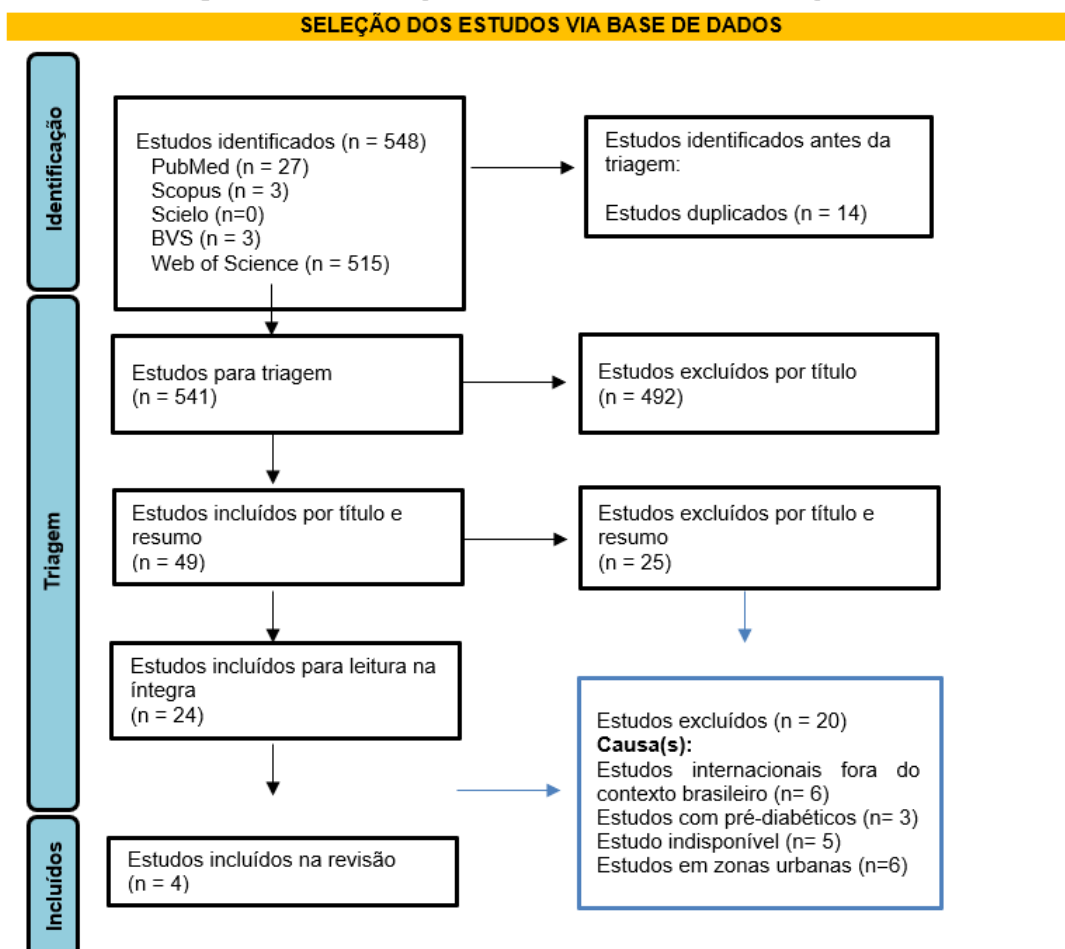 SELEÇÃO DOS ESTUDOS VIA BASE DE DADOS
Identificação
Estudos identificados (n = 548)
PubMed (n = 27)
Scopus (n = 3)
Scielo (n=0)
BVS (n = 3)
Web of Science (n = 515)
Estudos identificados antes da
triagem:
Estudos duplicados (n = 14)
Triagem
Estudos para triagem
(n = 541)
Estudos excluídos por título
(n = 492)
Estudos incluídos por título e
resumo
(n = 49)
Estudos excluídos por título e
resumo
(n = 25)
Estudos incluídos para leitura na
íntegra
(n = 24)
Estudos excluídos (n = 20)
Causa(s):
Estudos internacionais fora do
contexto brasileiro (n= 6)
Estudos com pré-diabéticos (n= 3)
Estudo indisponível (n= 5)
Estudos em zonas urbanas (n=6)
Incluídos
Estudos incluídos na revisão
(n = 4)